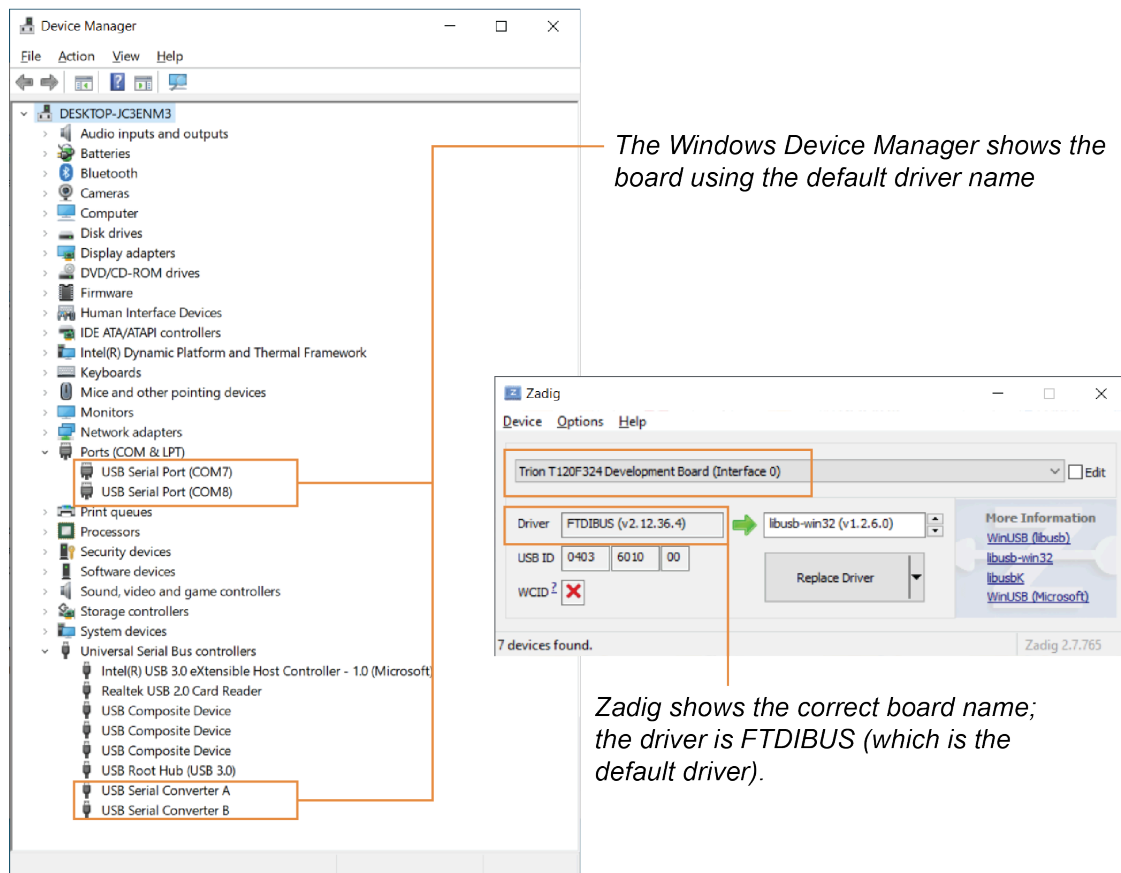 Device Manager
File Action View Help
DESKTOP-JC3ENM3
Audio inputs and outputs
Batteries
Bluetooth
Cameras
Computer
Disk drives
Display adapters
DVD/CD-ROM drives
Firmware
Human Interface Devices
IDE ATA/ATAPI controllers
Intel(R) Dynamic Platform and Thermal Framework
Keyboards
Mice and other pointing devices
Monitors
Network adapters
Ports (COM & LPT)
USB Serial Port (COM7)
USB Serial Port (COM8)
Print queues
Processors
Security devices
Software devices
Sound, video and game controllers
Storage controllers
System devices
Universal Serial Bus controllers
Intel(R) USB 3.0 eXtensible Host Controller - 1.0 (Microsoft)
Realtek USB 2.0 Card Reader
USB Composite Device
USB Composite Device
USB Composite Device
USB Root Hub (USB 3.0)
USB Serial Converter A
USB Serial Converter B
The Windows Device Manager shows the
board using the default driver name
Zadig
Device Options Help
Trion T120F324 Development Board (Interface 0)
Edit
Driver FTDIBUS (v2.12.36.4) libusb-win32 (v1.2.6.0)
USB ID 0403 6010 00
WCID ?
Replace Driver
More Information
WinUSB (libusb)
libusb-win32
libusbK
WinUSB (Microsoft)
7 devices found.
Zadig 2.7.765
Zadig shows the correct board name;
the driver is FTDIBUS (which is the
default driver).